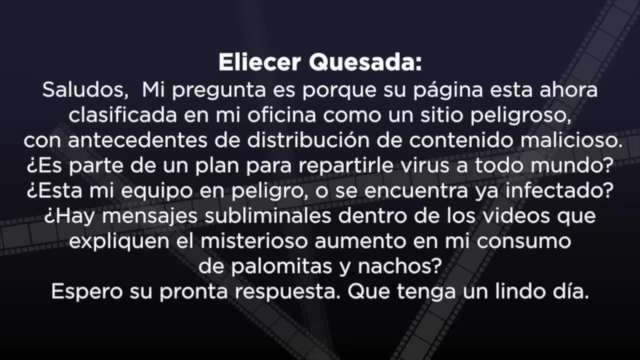 Eliecer Quesada:
Saludos,  Mi pregunta es porque su página esta ahora
clasificada en mi oficina como un sitio peligroso,
con antecedentes de distribución de contenido malicioso.
¿Es parte de un plan para repartirle virus a todo mundo?
¿Esta mi equipo en peligro, o se encuentra ya infectado?
¿Hay mensajes subliminales dentro de los videos que
expliquen el misterioso aumento en mi consumo
de palomitas y nachos?
Espero su pronta respuesta. Que tenga un lindo día.